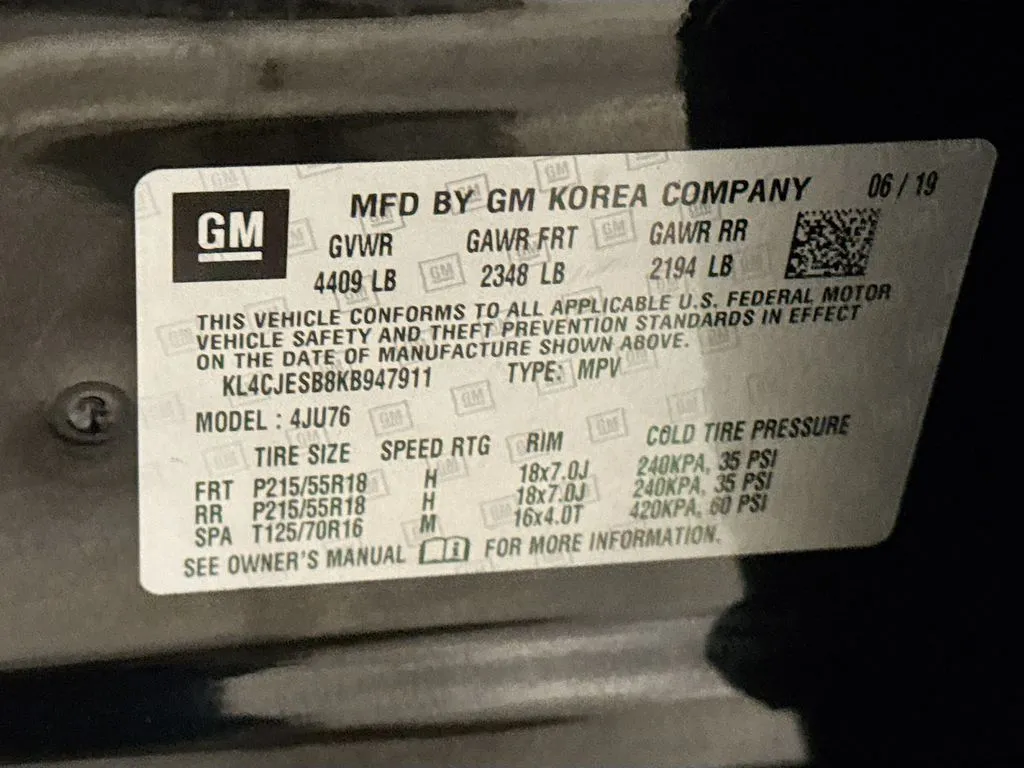 GM
MFD BY GM KOREA COMPANY 06 / 19
GVWR GAWR FRT GAWR RR
4409 LB 2348 LB 2194 LB
THIS VEHICLE CONFORMS TO ALL APPLICABLE U.S. FEDERAL MOTOR
VEHICLE SAFETY AND THEFT PREVENTION STANDARDS IN EFFECT
ON THE DATE OF MANUFACTURE SHOWN ABOVE.
KL4CJESB8KB947911 TYPE: MPV
MODEL : 4JU76
TIRE SIZE SPEED RTG RIM COLD TIRE PRESSURE
FRT P215/55R18 H 18x7.0J 240KPA, 35 PSI
RR P215/55R18 H 18x7.0J 240KPA, 35 PSI
SPA T125/70R16 M 16x4.0T 420KPA, 60 PSI
SEE OWNER'S MANUAL FOR MORE INFORMATION.